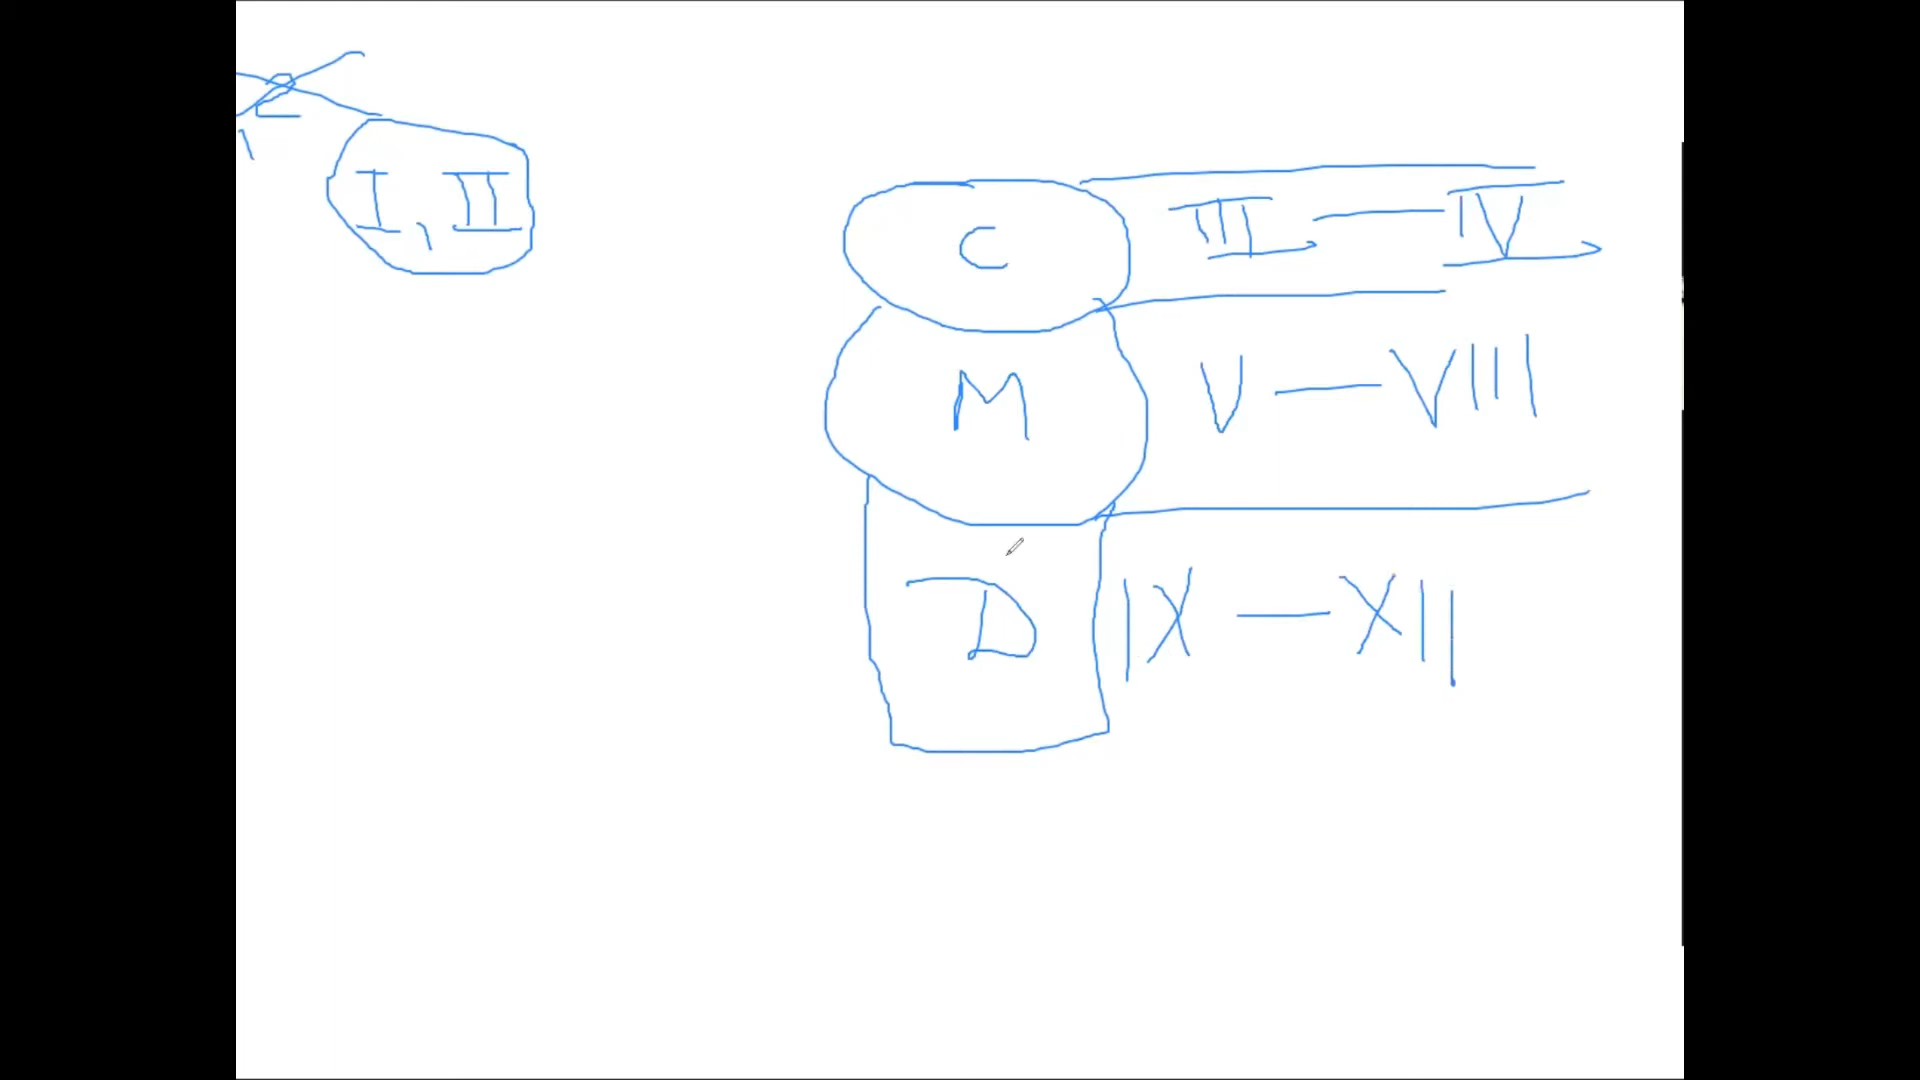 I, II
C III — IV
M V — VIII
D IX — XII